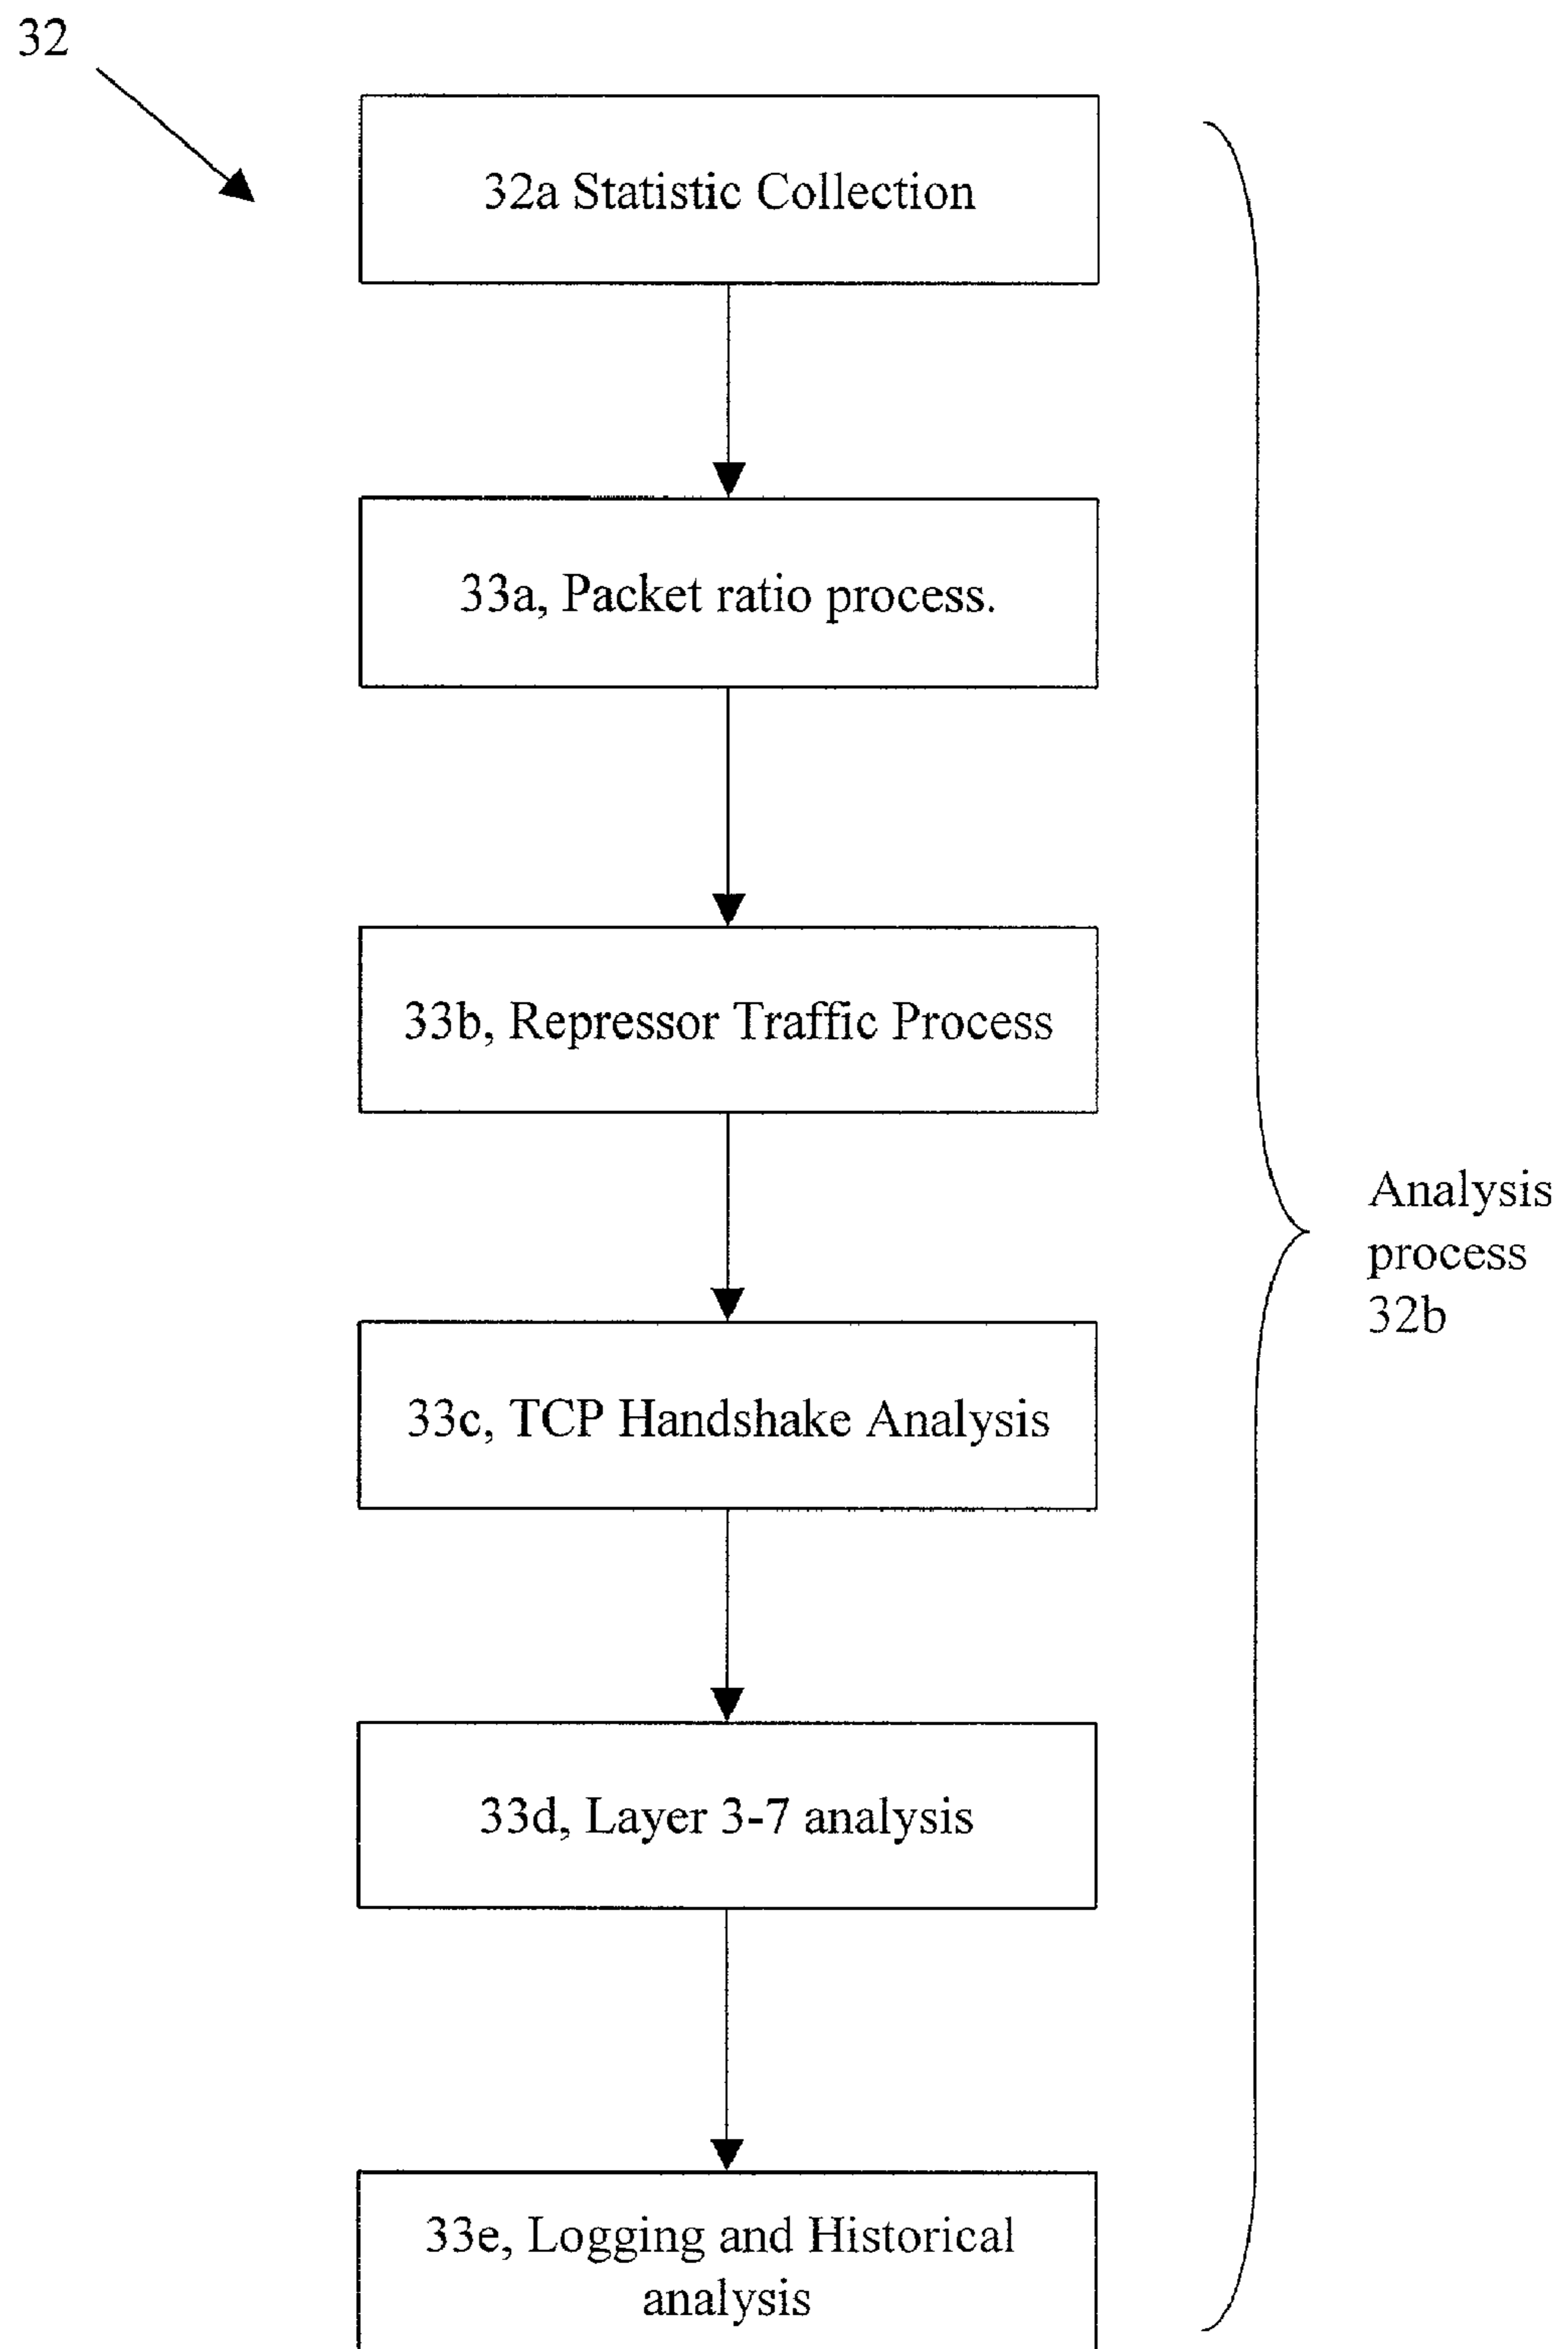 32
32a Statistic Collection
33a, Packet ratio process.
33b, Repressor Traffic Process
33c, TCP Handshake Analysis
Analysis
process
32b
33d, Layer 3-7 analysis
33e, Logging and Historical
analysis